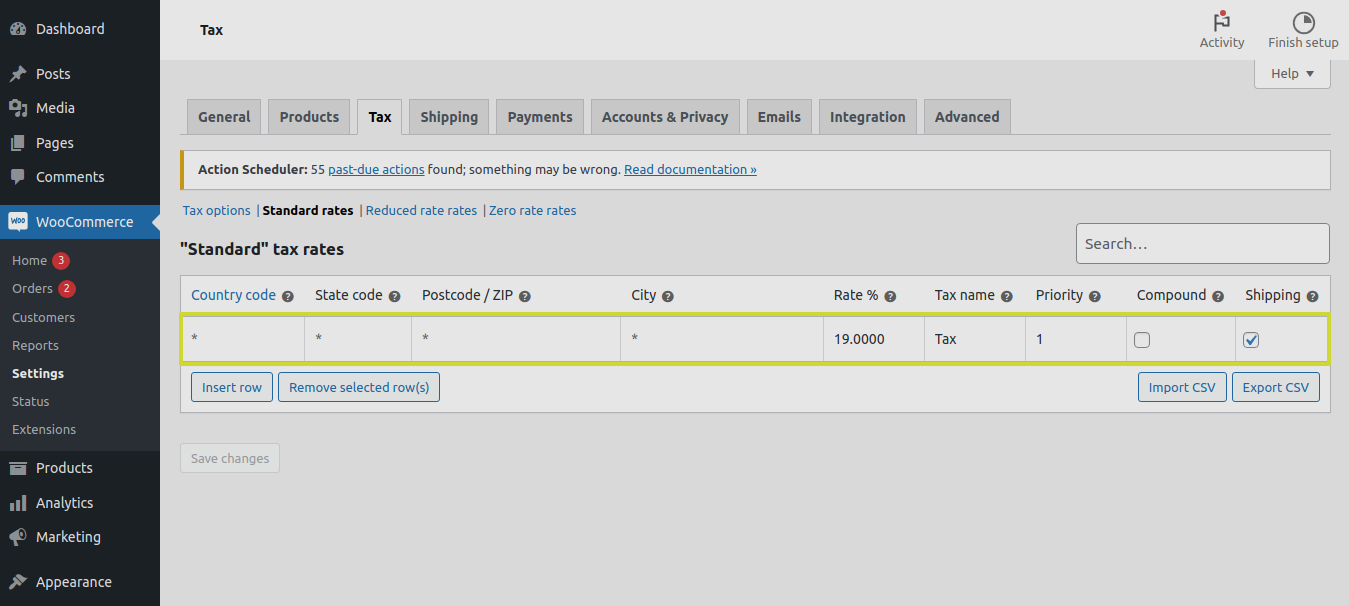 Dashboard
Posts
Media
Pages
Comments
WooCommerce
Home 3
Orders 2
Customers
Reports
Settings
Status
Extensions
Products
Analytics
Marketing
Appearance
Tax
Activity
Finish setup
Help
General Products Tax Shipping Payments Accounts & Privacy Emails Integration Advanced
Action Scheduler: 55 past-due actions found; something may be wrong. Read documentation »
Tax options | Standard rates | Reduced rate rates | Zero rate rates
"Standard" tax rates
Search…
Country code ? State code ? Postcode / ZIP ? City ? Rate % ? Tax name ? Priority ? Compound ? Shipping ?
* * * * 19.0000 Tax 1
Insert row Remove selected row(s) Import CSV Export CSV
Save changes